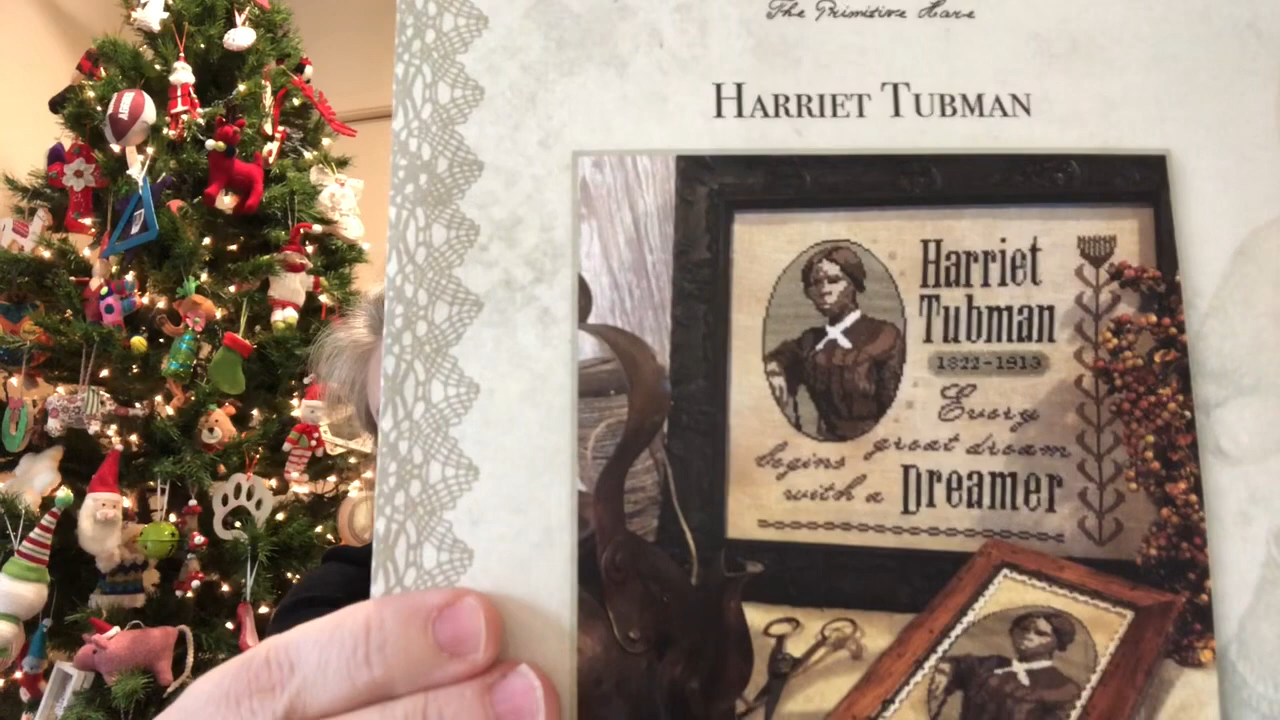 The Primitive Hare
HARRIET TUBMAN
Harriet
Tubman
1822-1913
Every
great dream
begins
with a Dreamer